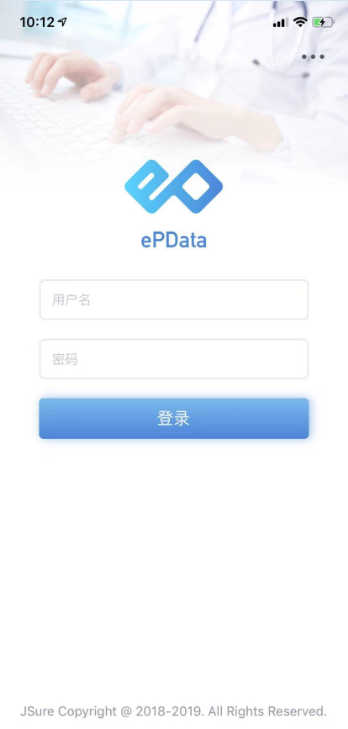 10:12
ePData
用户名
密码
登录
JSure Copyright @ 2018-2019. All Rights Reserved.